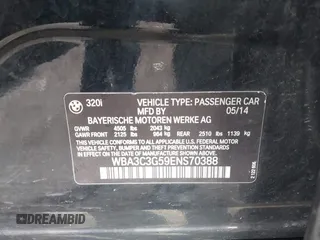 320i
VEHICLE TYPE: PASSENGER CAR
MFD BY 05/14
BAYERISCHE MOTOREN WERKE AG
GVWR 4505 lbs 2043 kg
GAWR FRONT 2125 lbs 964 kg REAR 2510 lbs 1139 kg
THIS VEHICLE CONFORMS TO ALL APPLICABLE
FEDERAL MOTOR VEHICLE SAFETY, BUMPER,
AND THEFT PREVENTION STANDARDS IN EFFECT
ON THE DATE OF MANUFACTURE SHOWN ABOVE.
WBA3C3G59ENS70388
DREAMBID